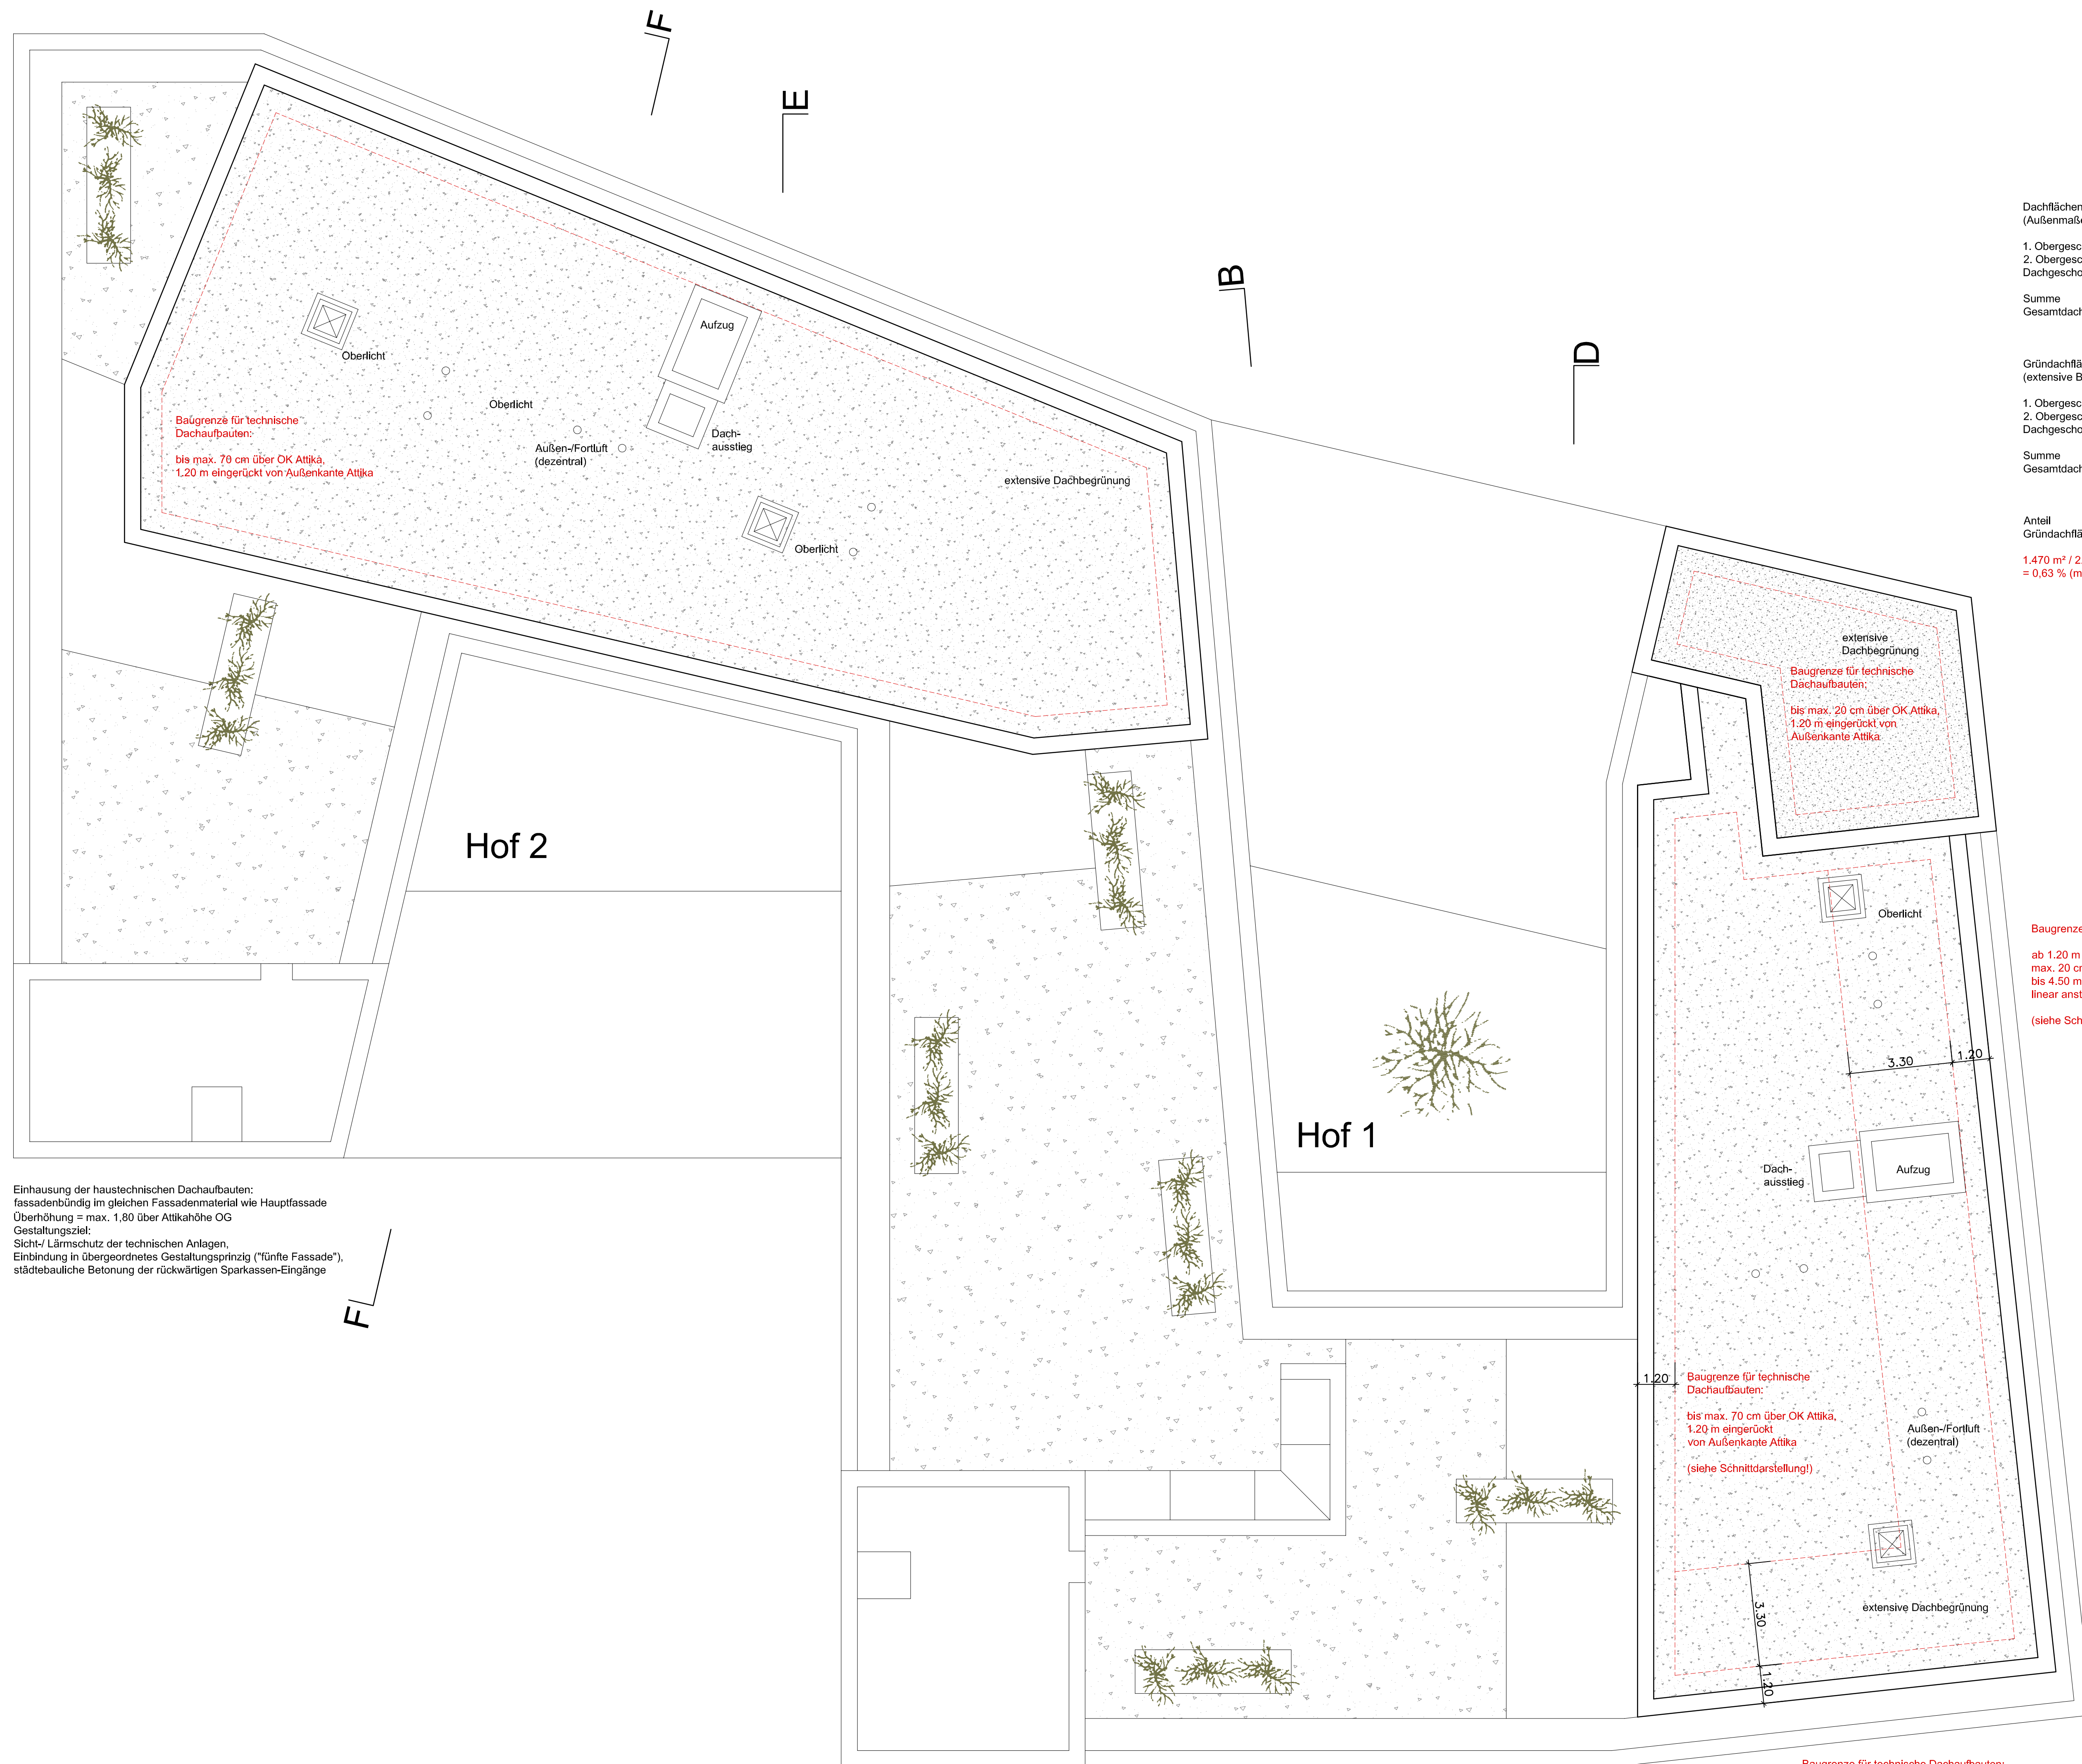 F
E
B
D
Aufzug
Oberlicht
Oberlicht
Dach-
ausstieg
Außen-/Fortluft
(dezentral)
extensive Dachbegrünung
Oberlicht
Baugrenze für technische
Dachaufbauten:
bis max. 70 cm über OK Attika,
1.20 m eingerückt von Außenkante Attika
Hof 2
Hof 1
Einhausung der haustechnischen Dachaufbauten:
fassadenbündig im gleichen Fassadenmaterial wie Hauptfassade
Überhöhung = max. 1,80 über Attikahöhe OG
Gestaltungsziel:
Sicht-/ Lärmschutz der technischen Anlagen,
Einbindung in übergeordnetes Gestaltungsprinzig ("fünfte Fassade"),
städtebauliche Betonung der rückwärtigen Sparkassen-Eingänge
F
extensive
Dachbegrünung
Baugrenze für technische
Dachaufbauten:
bis max. 20 cm über OK Attika,
1.20 m eingerückt von
Außenkante Attika
Oberlicht
3.30
1.20
Dach-
ausstieg
Aufzug
1.20
Baugrenze für technische
Dachaufbauten:
bis max. 70 cm über OK Attika,
1.20 m eingerückt
von Außenkante Attika
(siehe Schnittdarstellung!)
Außen-/Fortluft
(dezentral)
extensive Dachbegrünung
3.30
1.20
Dachflächen
(Außenmaße
1. Obergesc
2. Obergesc
Dachgescho
Summe
Gesamtdach
Gründachflä
(extensive B
1. Obergesc
2. Obergesc
Dachgescho
Summe
Gesamtdach
Anteil
Gründachflä
1.470 m² / 2
= 0,63 % (m
Baugrenze
ab 1.20 m
max. 20 cm
bis 4.50 m
linear anst
(siehe Sch
Baugrenze für technische Dachaufbauten: